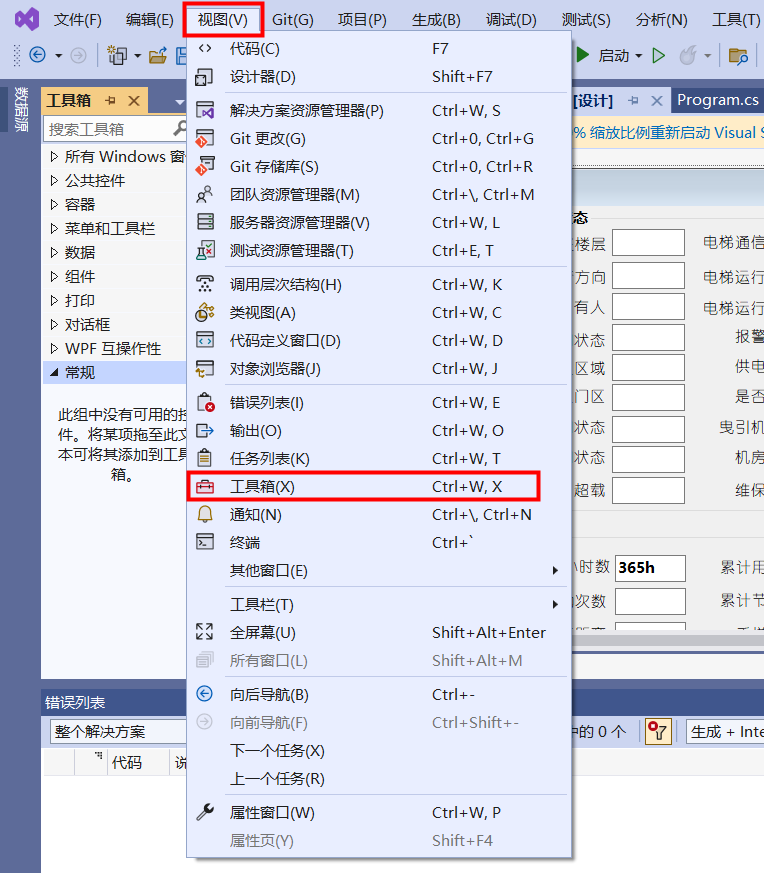 文件(F) 编辑(E) 视图(V) Git(G) 项目(P) 生成(B) 调试(D) 测试(S) 分析(N) 工具(T)
启动
数据源
工具箱
搜索工具箱
所有 Windows 窗
公共控件
容器
菜单和工具栏
数据
组件
打印
对话框
WPF 互操作性
常规
此组中没有可用的控
件。将某项拖至此文
本可将其添加到工具
箱。
代码(C) F7
设计器(D) Shift+F7
解决方案资源管理器(P) Ctrl+W, S
Git 更改(G) Ctrl+0, Ctrl+G
Git 存储库(S) Ctrl+0, Ctrl+R
团队资源管理器(M) Ctrl+\, Ctrl+M
服务器资源管理器(V) Ctrl+W, L
测试资源管理器(T) Ctrl+E, T
调用层次结构(H) Ctrl+W, K
类视图(A) Ctrl+W, C
代码定义窗口(D) Ctrl+W, D
对象浏览器(J) Ctrl+W, J
错误列表(I) Ctrl+W, E
输出(O) Ctrl+W, O
任务列表(K) Ctrl+W, T
工具箱(X) Ctrl+W, X
通知(N) Ctrl+\, Ctrl+N
终端 Ctrl+`
其他窗口(E)
工具栏(T)
全屏幕(U) Shift+Alt+Enter
所有窗口(L) Shift+Alt+M
向后导航(B) Ctrl+-
向前导航(F) Ctrl+Shift+-
下一个任务(X)
上一个任务(R)
属性窗口(W) Ctrl+W, P
属性页(Y) Shift+F4
[设计] Program.cs
% 缩放比例重新启动 Visual S
态
楼层 电梯通信
方向 电梯运行
有人 电梯运行
状态 报警
区域 供电
门区 是否
状态 曳引机
状态 机房
超载 维保
小时数 365h 累计用
次数 累计节
错误列表
整个解决方案
中的 0 个
生成 + Inte
代码
说